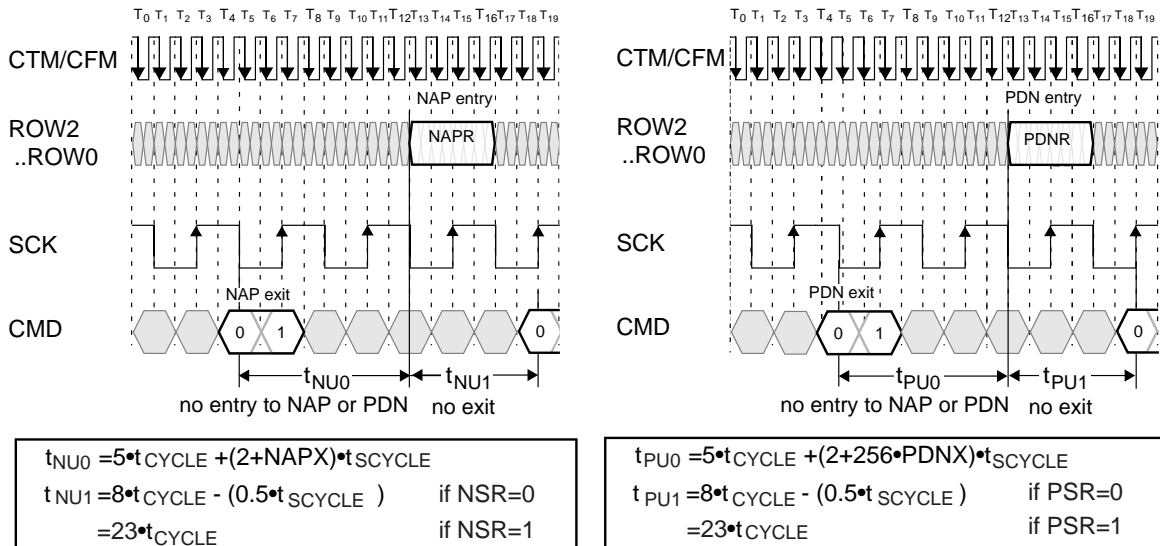 T0 T1 T2 T3 T4 T5 T6 T7 T8 T9 T10 T11 T12 T13 T14 T15 T16 T17 T18 T19
CTM/CFM
NAP entry
ROW2
..ROW0
NAPR
SCK
NAP exit
CMD
0 1 0
tNU0 tNU1
no entry to NAP or PDN no exit
tNU0 =5•tCYCLE +(2+NAPX)•tSCYCLE
tNU1 =8•tCYCLE - (0.5•tSCYCLE ) if NSR=0
=23•tCYCLE if NSR=1
T0 T1 T2 T3 T4 T5 T6 T7 T8 T9 T10 T11 T12 T13 T14 T15 T16 T17 T18 T19
CTM/CFM
PDN entry
ROW2
..ROW0
PDNR
SCK
PDN exit
CMD
0 1 0
tPU0 tPU1
no entry to NAP or PDN no exit
tPU0 =5•tCYCLE +(2+256•PDNX)•tSCYCLE
tPU1 =8•tCYCLE - (0.5•tSCYCLE ) if PSR=0
=23•tCYCLE if PSR=1